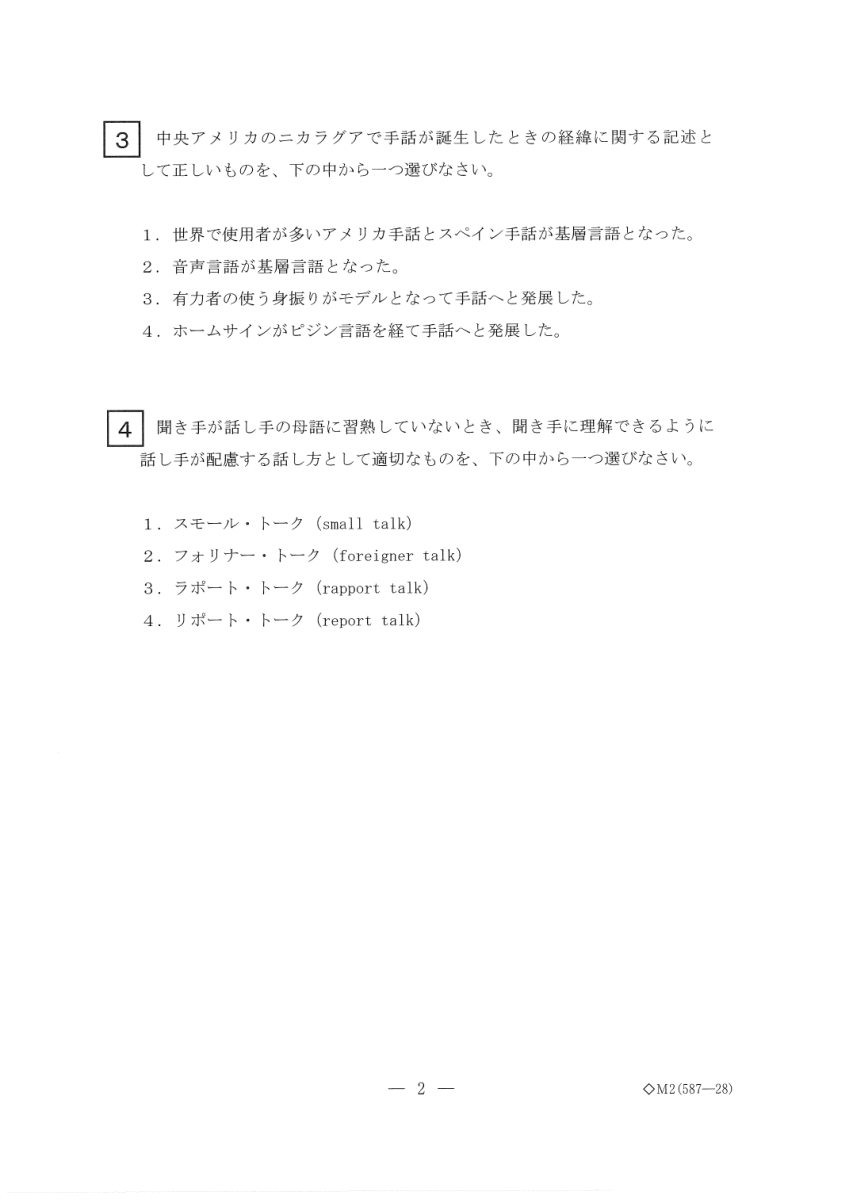 3 中央アメリカのニカラグアで手話が誕生したときの経緯に関する記述と
して正しいものを、下の中から一つ選びなさい。
1．世界で使用者が多いアメリカ手話とスペイン手話が基層言語となった。
2．音声言語が基層言語となった。
3．有力者の使う身振りがモデルとなって手話へと発展した。
4．ホームサインがピジン言語を経て手話へと発展した。
4 聞き手が話し手の母語に習熟していないとき、聞き手に理解できるように
話し手が配慮する話し方として適切なものを、下の中から一つ選びなさい。
1．スモール・トーク（small talk）
2．フォリナー・トーク（foreigner talk）
3．ラポート・トーク（rapport talk）
4．リポート・トーク（report talk）
― 2 ―
◇M2(587―28)